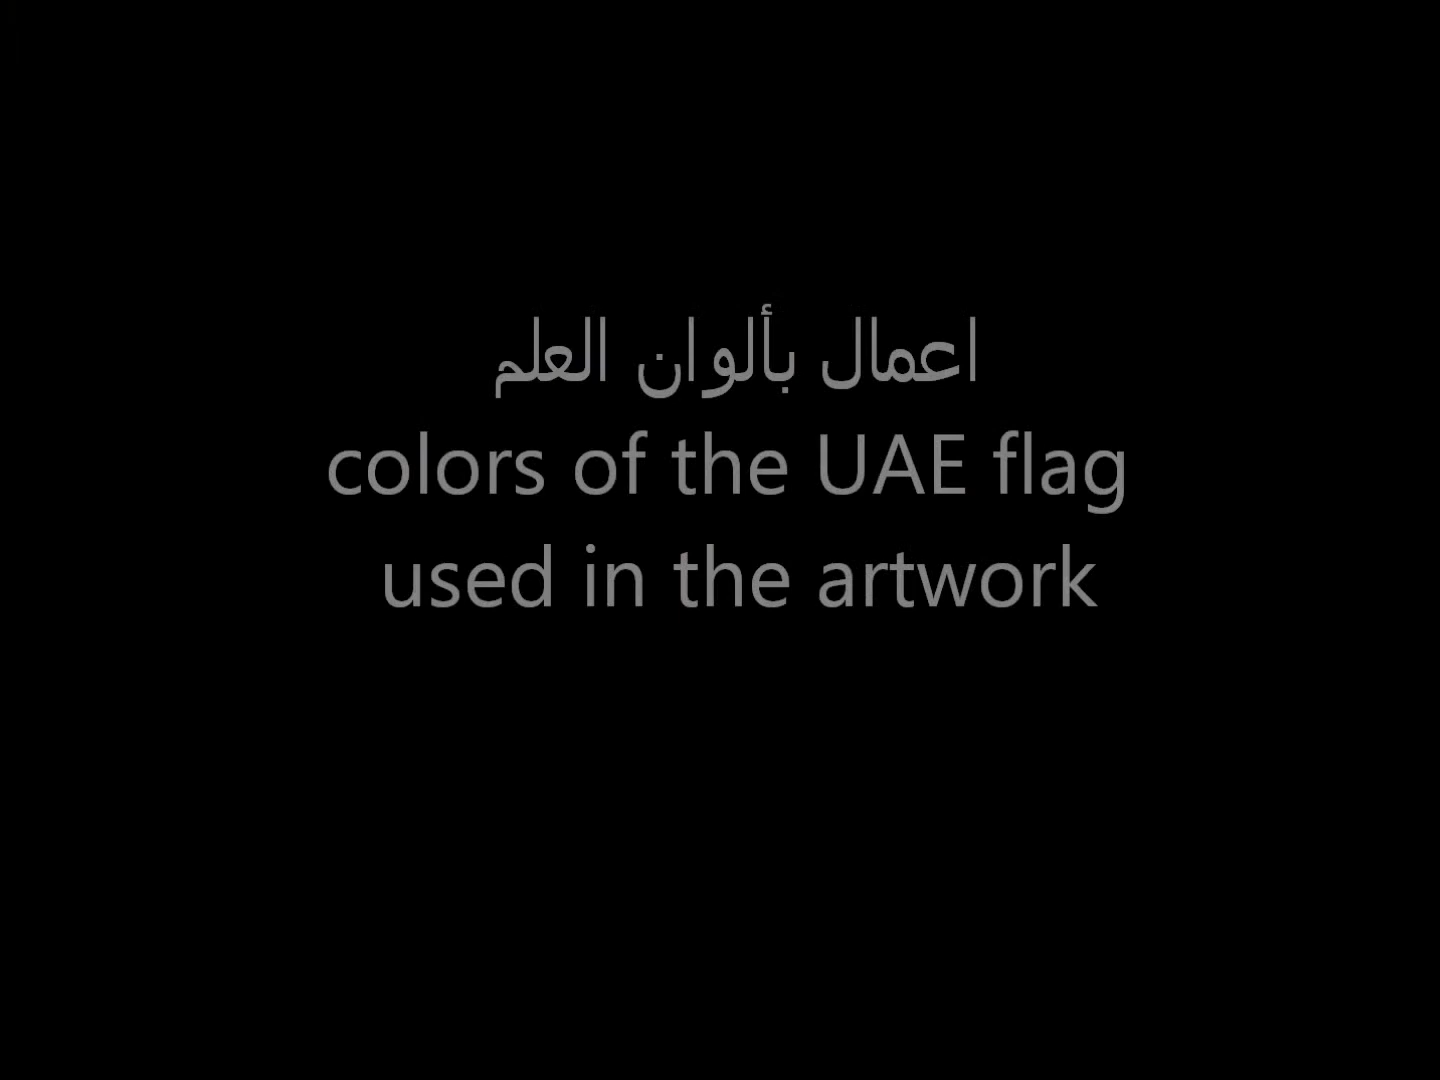 اعمال بألوان العلم
colors of the UAE flag
used in the artwork